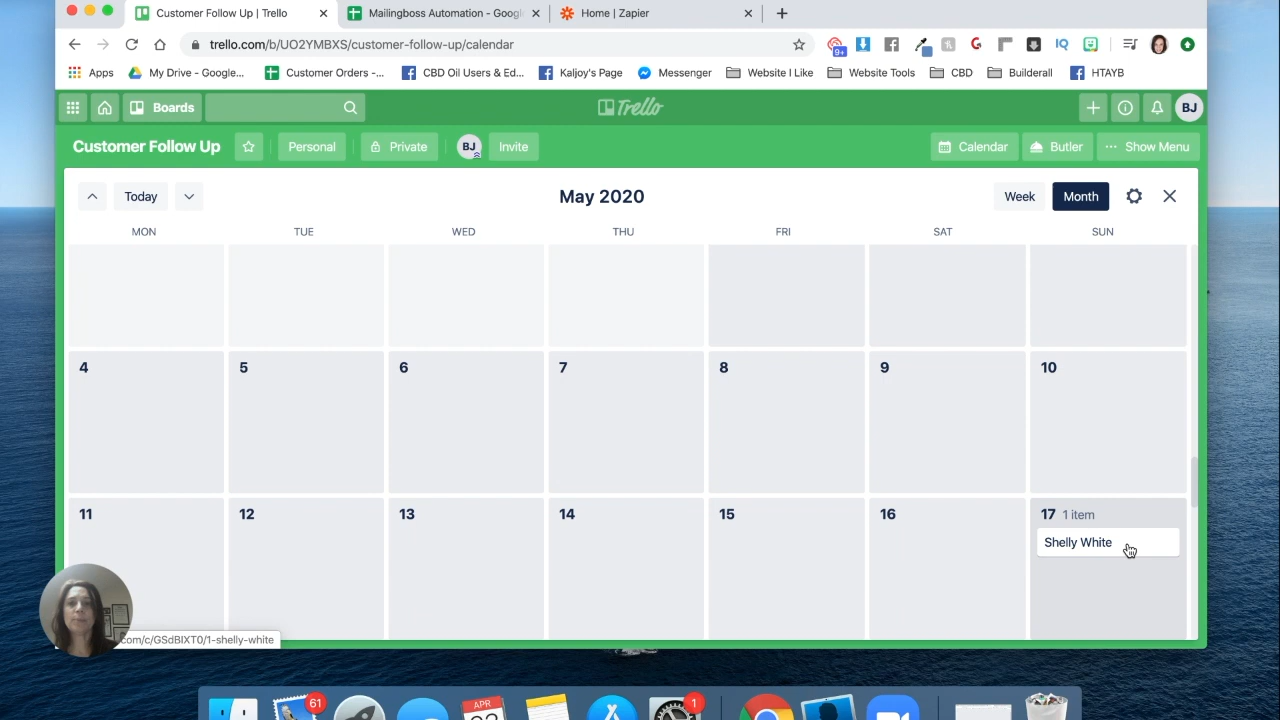 Customer Follow Up | Trello
Mailingboss Automation - Googl
Home | Zapier
trello.com/b/UO2YMBXS/customer-follow-up/calendar
9+
IQ
Apps
My Drive - Google...
Customer Orders -...
CBD Oil Users & Ed...
Kaljoy's Page
Messenger
Website I Like
Website Tools
CBD
Builderall
HTAYB
Boards
Trello
BJ
Customer Follow Up
Personal
Private
BJ
Invite
Calendar
Butler
Show Menu
Today
May 2020
Week
Month
MON TUE WED THU FRI SAT SUN
4 5 6 7 8 9 10
11 12 13 14 15 16 17 1 item
Shelly White
com/c/GSdBIXT0/1-shelly-white
61
APR
1